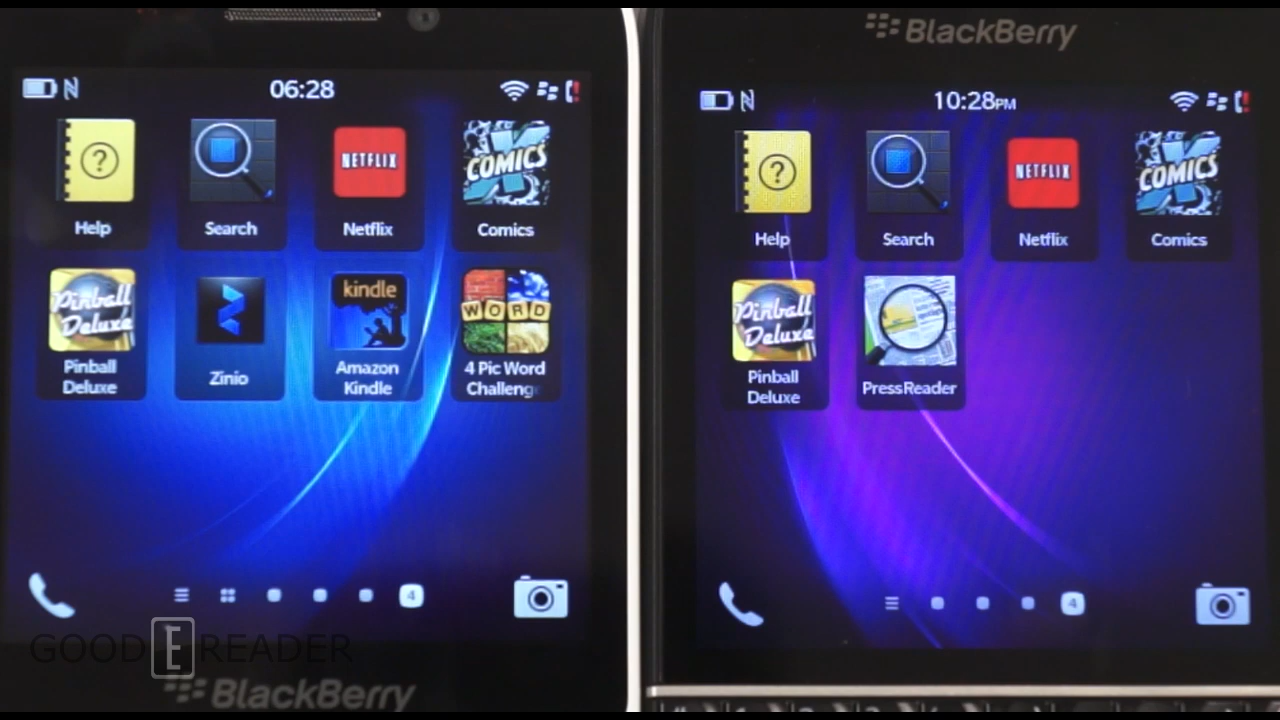 06:28
Help
Search
NETFLIX
Netflix
COMICS
Comics
Pinball
Deluxe
Pinball
Deluxe
Zinio
kindle
Amazon
Kindle
WORD
4 Pic Word
Challeng
4
GOOD E READER
BlackBerry
BlackBerry
10:28PM
Help
Search
NETFLIX
Netflix
COMICS
Comics
Pinball
Deluxe
Pinball
Deluxe
PressReader
4